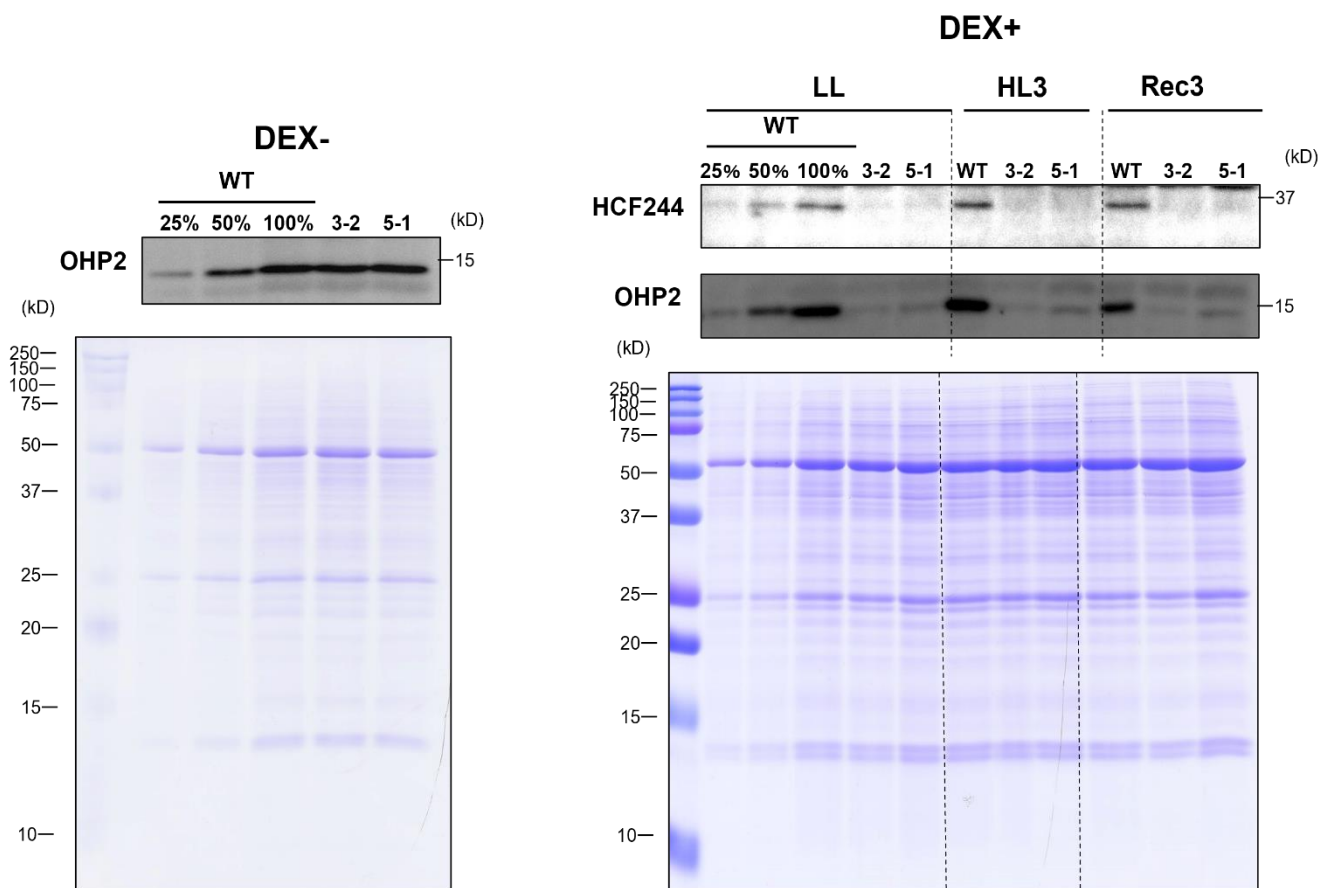 DEX-
WT
25% 50% 100% 3-2 5-1 (kD)
OHP2 15
(kD)
250
150
100
75
50
37
25
20
15
10
DEX+
LL HL3 Rec3
WT
25% 50% 100% 3-2 5-1 WT 3-2 5-1 WT 3-2 5-1 (kD)
HCF244 37
OHP2 15
(kD)
250
150
100
75
50
37
25
20
15
10